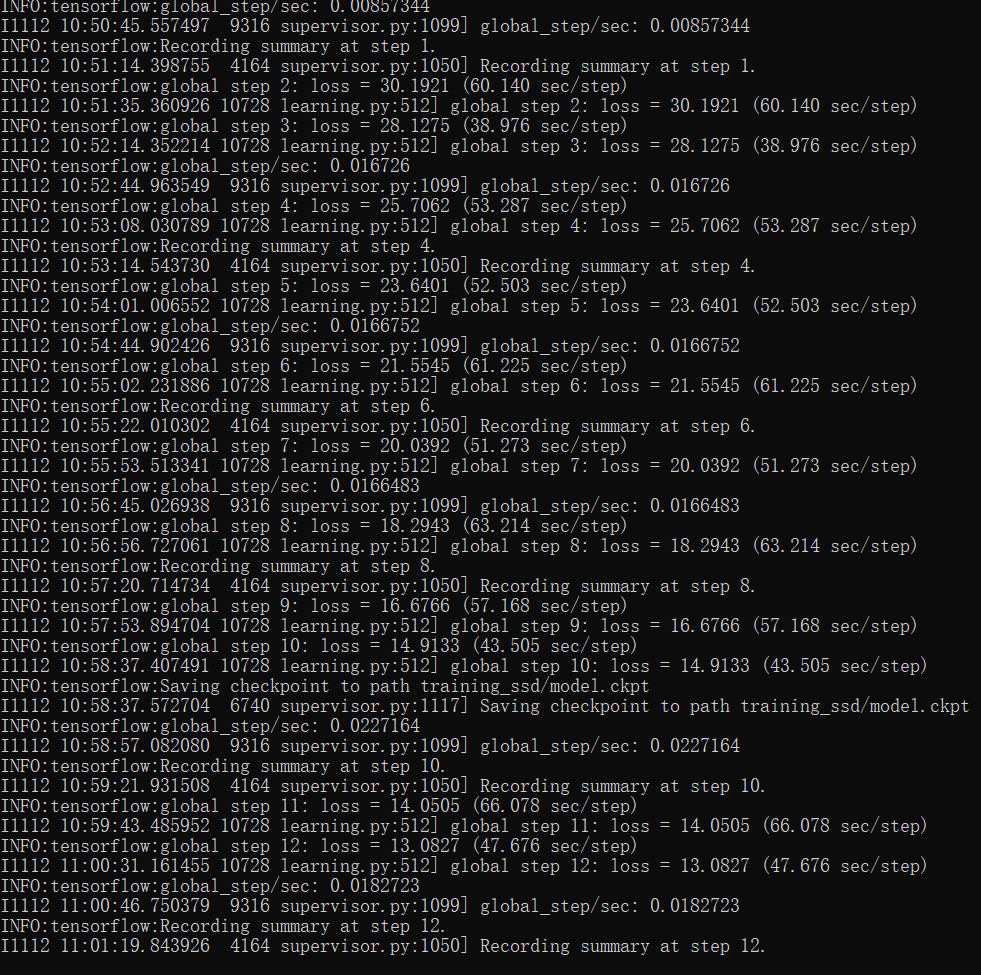 INFO:tensorflow:global_step/sec: 0.00857344
I1112 10:50:45.557497  9316 supervisor.py:1099] global_step/sec: 0.00857344
INFO:tensorflow:Recording summary at step 1.
I1112 10:51:14.398755  4164 supervisor.py:1050] Recording summary at step 1.
INFO:tensorflow:global step 2: loss = 30.1921 (60.140 sec/step)
I1112 10:51:35.360926 10728 learning.py:512] global step 2: loss = 30.1921 (60.140 sec/step)
INFO:tensorflow:global step 3: loss = 28.1275 (38.976 sec/step)
I1112 10:52:14.352214 10728 learning.py:512] global step 3: loss = 28.1275 (38.976 sec/step)
INFO:tensorflow:global_step/sec: 0.016726
I1112 10:52:44.963549  9316 supervisor.py:1099] global_step/sec: 0.016726
INFO:tensorflow:global step 4: loss = 25.7062 (53.287 sec/step)
I1112 10:53:08.030789 10728 learning.py:512] global step 4: loss = 25.7062 (53.287 sec/step)
INFO:tensorflow:Recording summary at step 4.
I1112 10:53:14.543730  4164 supervisor.py:1050] Recording summary at step 4.
INFO:tensorflow:global step 5: loss = 23.6401 (52.503 sec/step)
I1112 10:54:01.006552 10728 learning.py:512] global step 5: loss = 23.6401 (52.503 sec/step)
INFO:tensorflow:global_step/sec: 0.0166752
I1112 10:54:44.902426  9316 supervisor.py:1099] global_step/sec: 0.0166752
INFO:tensorflow:global step 6: loss = 21.5545 (61.225 sec/step)
I1112 10:55:02.231886 10728 learning.py:512] global step 6: loss = 21.5545 (61.225 sec/step)
INFO:tensorflow:Recording summary at step 6.
I1112 10:55:22.010302  4164 supervisor.py:1050] Recording summary at step 6.
INFO:tensorflow:global step 7: loss = 20.0392 (51.273 sec/step)
I1112 10:55:53.513341 10728 learning.py:512] global step 7: loss = 20.0392 (51.273 sec/step)
INFO:tensorflow:global_step/sec: 0.0166483
I1112 10:56:45.026938  9316 supervisor.py:1099] global_step/sec: 0.0166483
INFO:tensorflow:global step 8: loss = 18.2943 (63.214 sec/step)
I1112 10:56:56.727061 10728 learning.py:512] global step 8: loss = 18.2943 (63.214 sec/step)
INFO:tensorflow:Recording summary at step 8.
I1112 10:57:20.714734  4164 supervisor.py:1050] Recording summary at step 8.
INFO:tensorflow:global step 9: loss = 16.6766 (57.168 sec/step)
I1112 10:57:53.894704 10728 learning.py:512] global step 9: loss = 16.6766 (57.168 sec/step)
INFO:tensorflow:global step 10: loss = 14.9133 (43.505 sec/step)
I1112 10:58:37.407491 10728 learning.py:512] global step 10: loss = 14.9133 (43.505 sec/step)
INFO:tensorflow:Saving checkpoint to path training_ssd/model.ckpt
I1112 10:58:37.572704  6740 supervisor.py:1117] Saving checkpoint to path training_ssd/model.ckpt
INFO:tensorflow:global_step/sec: 0.0227164
I1112 10:58:57.082080  9316 supervisor.py:1099] global_step/sec: 0.0227164
INFO:tensorflow:Recording summary at step 10.
I1112 10:59:21.931508  4164 supervisor.py:1050] Recording summary at step 10.
INFO:tensorflow:global step 11: loss = 14.0505 (66.078 sec/step)
I1112 10:59:43.485952 10728 learning.py:512] global step 11: loss = 14.0505 (66.078 sec/step)
INFO:tensorflow:global step 12: loss = 13.0827 (47.676 sec/step)
I1112 11:00:31.161455 10728 learning.py:512] global step 12: loss = 13.0827 (47.676 sec/step)
INFO:tensorflow:global_step/sec: 0.0182723
I1112 11:00:46.750379  9316 supervisor.py:1099] global_step/sec: 0.0182723
INFO:tensorflow:Recording summary at step 12.
I1112 11:01:19.843926  4164 supervisor.py:1050] Recording summary at step 12.